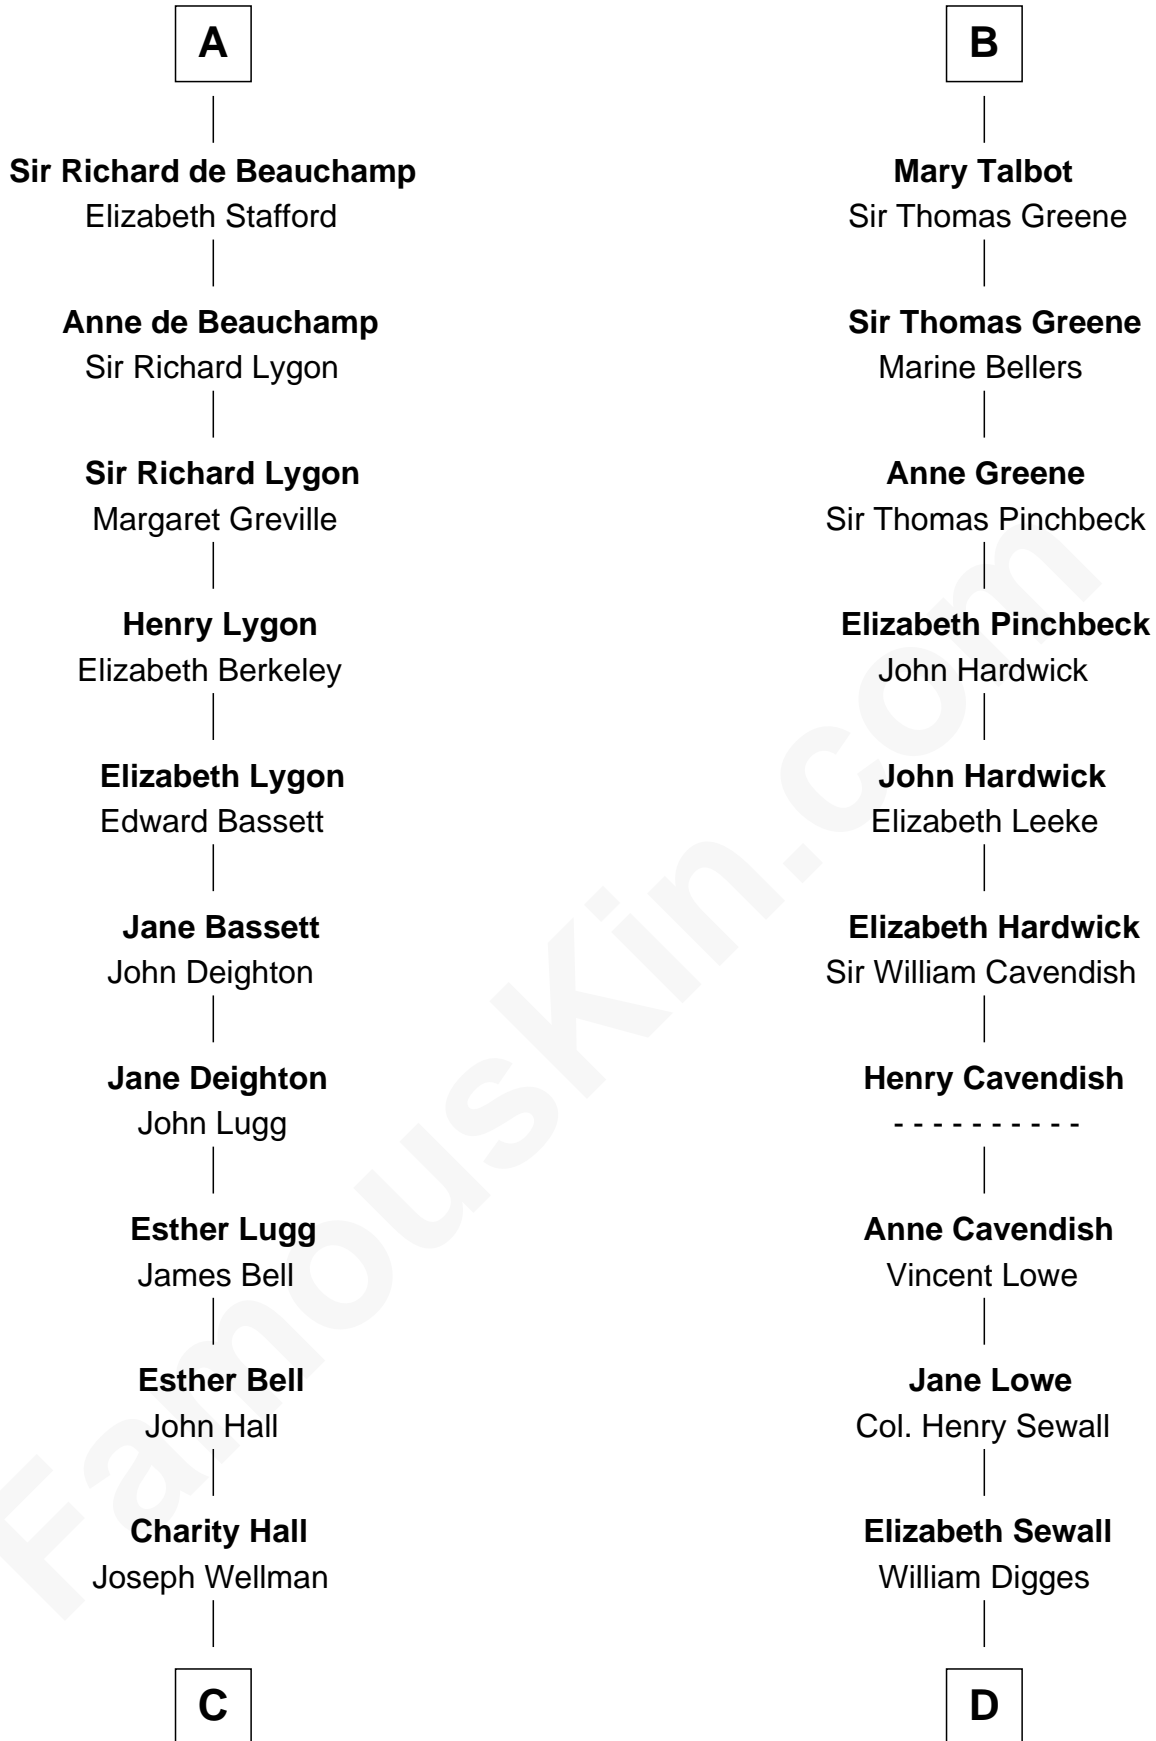 A
Sir Richard de Beauchamp
Elizabeth Stafford
Anne de Beauchamp
Sir Richard Lygon
Sir Richard Lygon
Margaret Greville
Henry Lygon
Elizabeth Berkeley
Elizabeth Lygon
Edward Bassett
Jane Bassett
John Deighton
Jane Deighton
John Lugg
Esther Lugg
James Bell
Esther Bell
John Hall
Charity Hall
Joseph Wellman
C
B
Mary Talbot
Sir Thomas Greene
Sir Thomas Greene
Marine Bellers
Anne Greene
Sir Thomas Pinchbeck
Elizabeth Pinchbeck
John Hardwick
John Hardwick
Elizabeth Leeke
Elizabeth Hardwick
Sir William Cavendish
Henry Cavendish
- - - - - - - - - -
Anne Cavendish
Vincent Lowe
Jane Lowe
Col. Henry Sewall
Elizabeth Sewall
William Digges
D
FamousKin.com